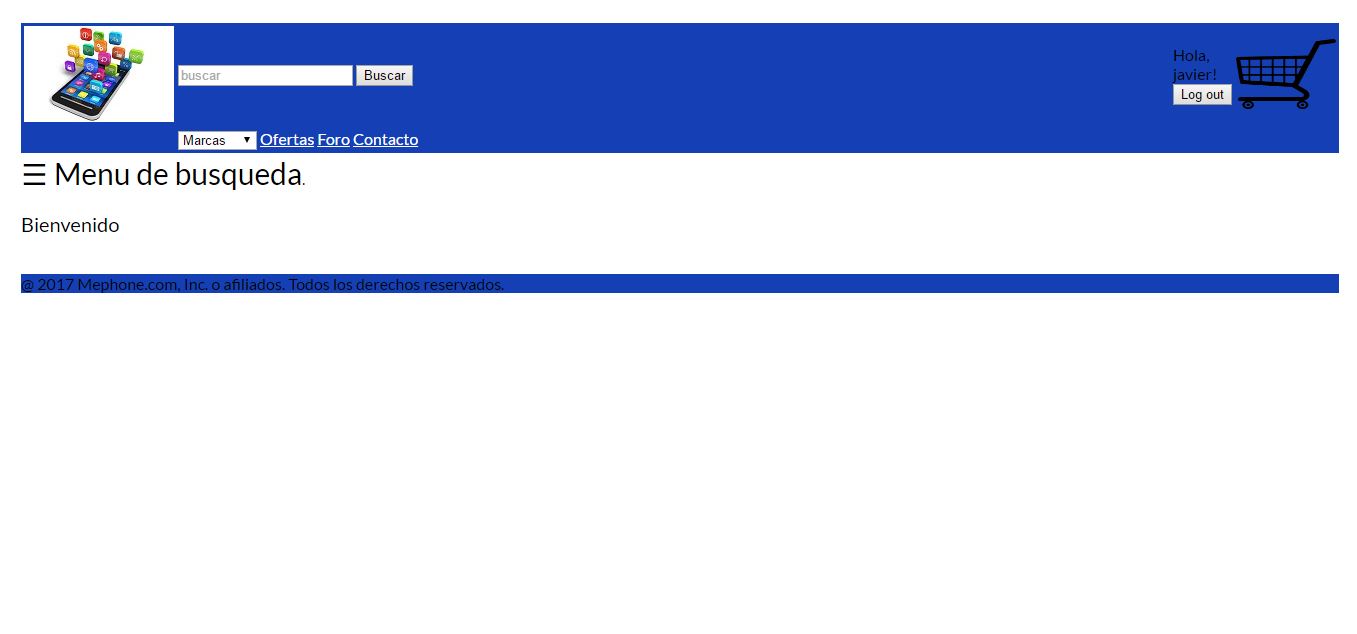 buscar Buscar
Hola,
javier!
Log out
Marcas ▼ Ofertas Foro Contacto
☰ Menu de busqueda.
Bienvenido
@ 2017 Mephone.com, Inc. o afiliados. Todos los derechos reservados.